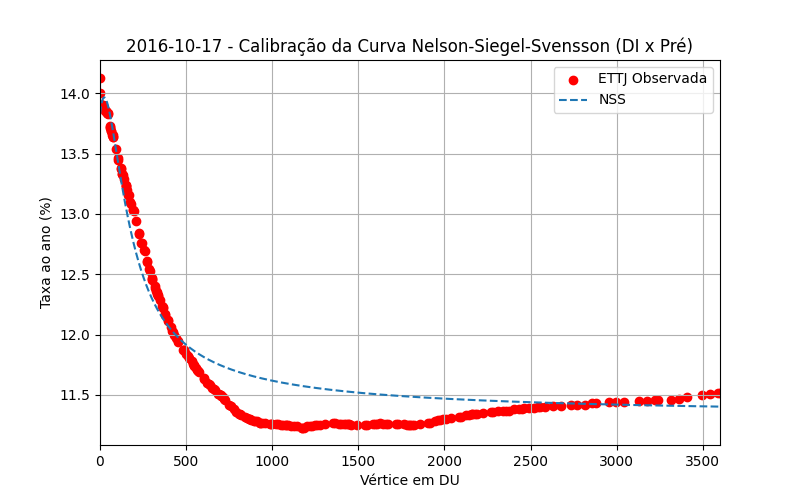 2016-10-17 - Calibração da Curva Nelson-Siegel-Svensson (DI x Pré)
ETTJ Observada
NSS
Taxa ao ano (%)
14.0
13.5
13.0
12.5
12.0
11.5
0 500 1000 1500 2000 2500 3000 3500
Vértice em DU